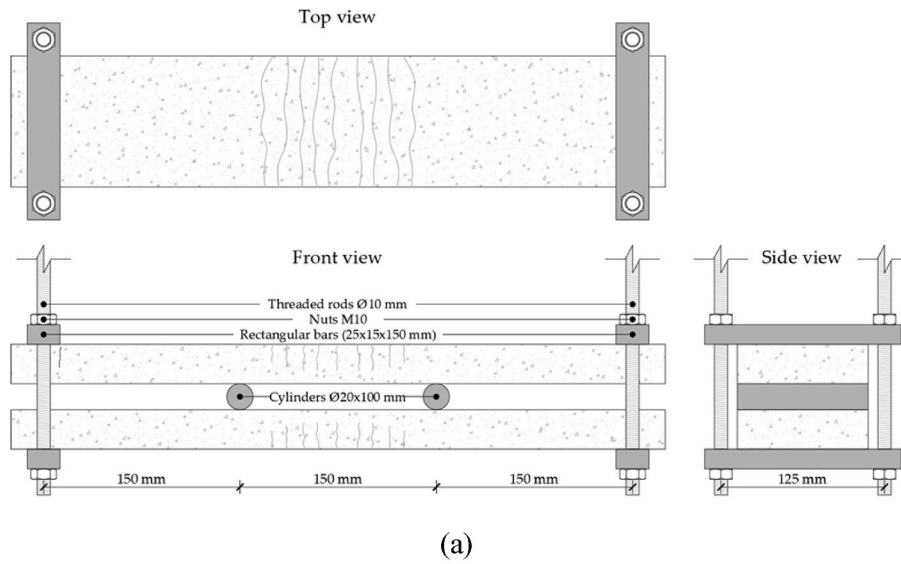 Top view
Front view
Side view
Threaded rods Ø10 mm
Nuts M10
Rectangular bars (25x15x150 mm)
Cylinders Ø20x100 mm
150 mm
150 mm
150 mm
125 mm
(a)